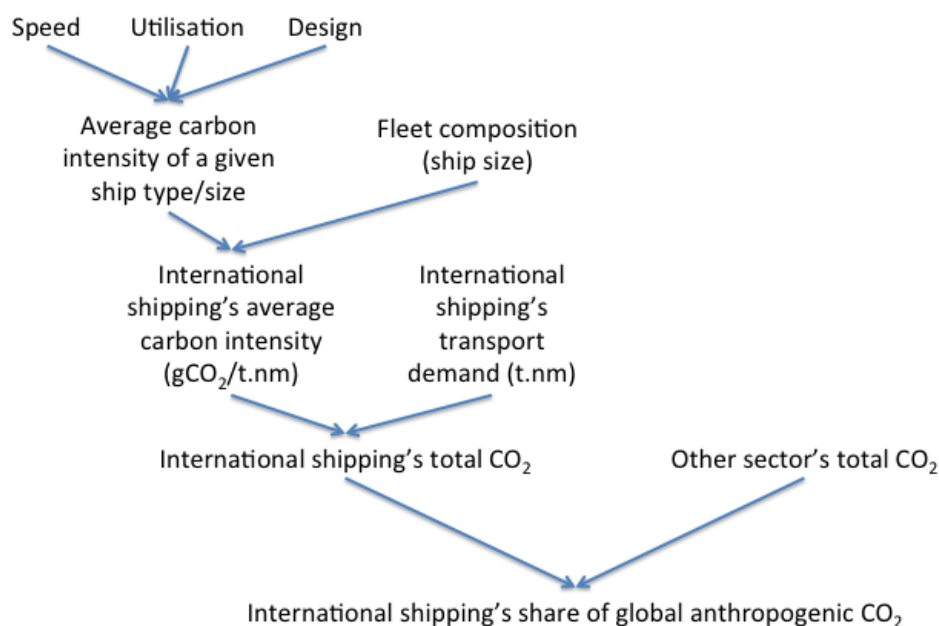 Speed
Utilisation
Design
Average carbon
intensity of a given
ship type/size
Fleet composition
(ship size)
International
shipping's average
carbon intensity
(gCO₂/t.nm)
International
shipping's
transport
demand (t.nm)
International shipping's total CO₂
Other sector's total CO₂
International shipping's share of global anthropogenic CO₂